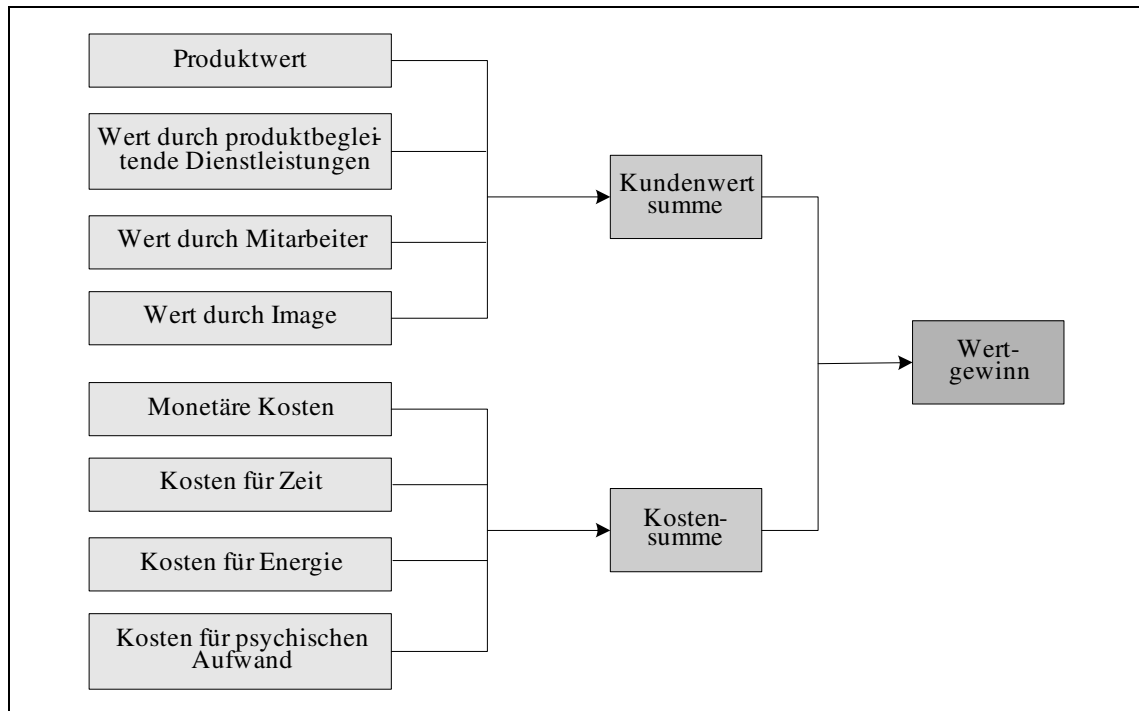 Produktwert
Wert durch produktbeglei-
tende Dienstleistungen
Wert durch Mitarbeiter
Wert durch Image
Kundenwert
summe
Monetäre Kosten
Kosten für Zeit
Kosten für Energie
Kosten für psychischen
Aufwand
Kosten-
summe
Wert-
gewinn